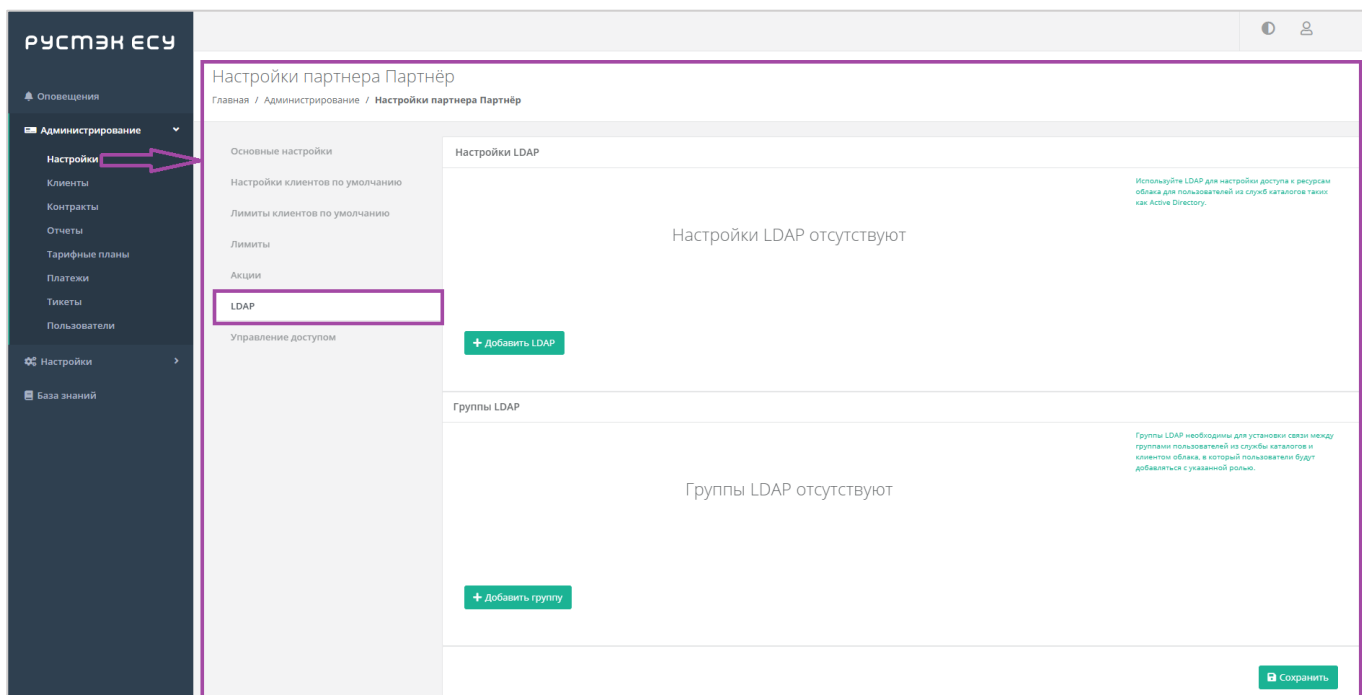 РУСТЭК ЕСУ
Оповещения
Администрирование
Настройки
Клиенты
Контракты
Отчеты
Тарифные планы
Платежи
Тикеты
Пользователи
Настройки
База знаний
Настройки партнера Партнёр
Главная / Администрирование / Настройки партнера Партнёр
Основные настройки
Настройки клиентов по умолчанию
Лимиты клиентов по умолчанию
Лимиты
Акции
LDAP
Управление доступом
Настройки LDAP
Используйте LDAP для настройки доступа к ресурсам
облака для пользователей из служб каталогов таких
как Active Directory.
Настройки LDAP отсутствуют
+ Добавить LDAP
Группы LDAP
Группы LDAP необходимы для установки связи между
группами пользователей из службы каталогов и
клиентом облака, в который пользователи будут
добавляться с указанной ролью.
Группы LDAP отсутствуют
+ Добавить группу
Сохранить